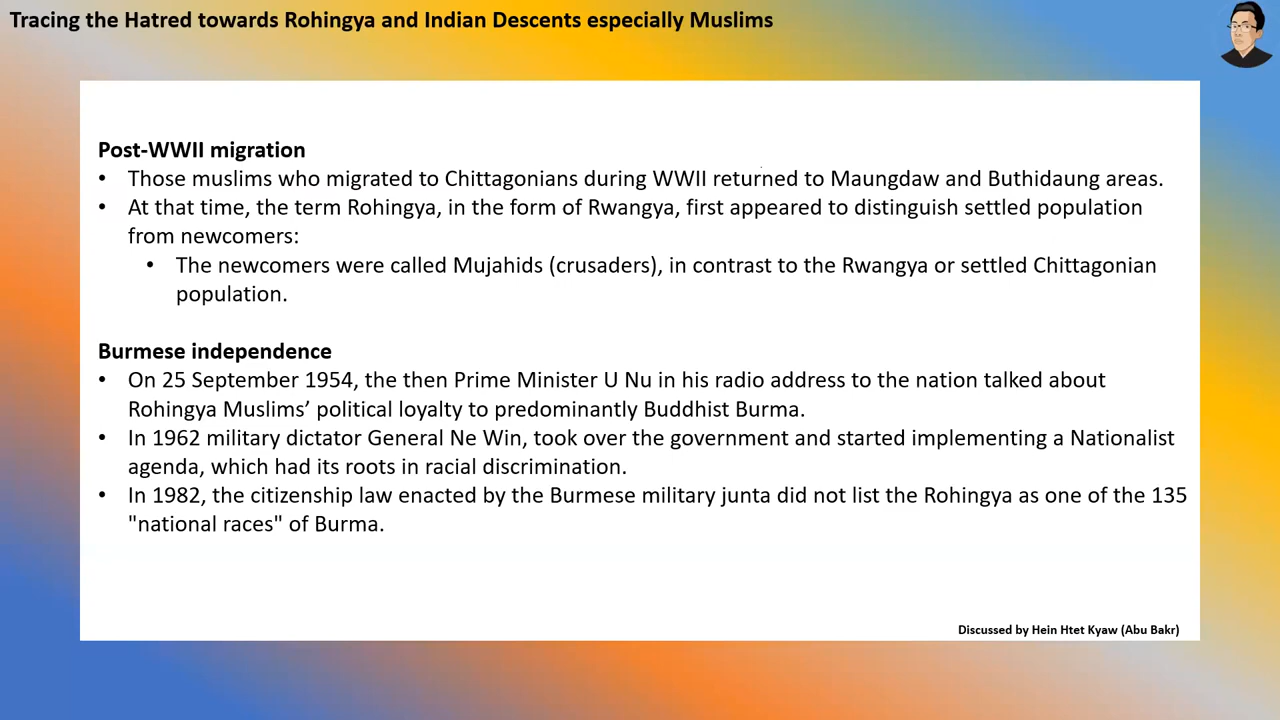 Tracing the Hatred towards Rohingya and Indian Descents especially Muslims
Post-WWII migration
• Those muslims who migrated to Chittagonians during WWII returned to Maungdaw and Buthidaung areas.
• At that time, the term Rohingya, in the form of Rwangya, first appeared to distinguish settled population
from newcomers:
• The newcomers were called Mujahids (crusaders), in contrast to the Rwangya or settled Chittagonian
population.
Burmese independence
• On 25 September 1954, the then Prime Minister U Nu in his radio address to the nation talked about
Rohingya Muslims’ political loyalty to predominantly Buddhist Burma.
• In 1962 military dictator General Ne Win, took over the government and started implementing a Nationalist
agenda, which had its roots in racial discrimination.
• In 1982, the citizenship law enacted by the Burmese military junta did not list the Rohingya as one of the 135
"national races" of Burma.
Discussed by Hein Htet Kyaw (Abu Bakr)